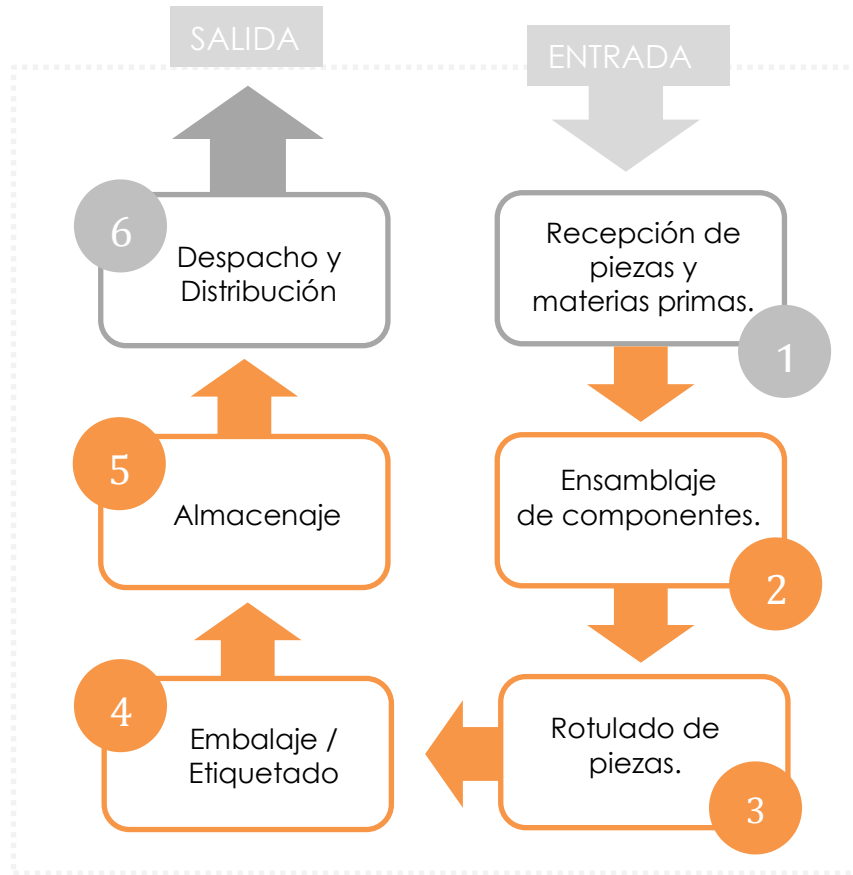 SALIDA
ENTRADA
1
Recepción de
piezas y
materias primas.
2
Ensamblaje
de componentes.
3
Rotulado de
piezas.
4
Embalaje /
Etiquetado
5
Almacenaje
6
Despacho y
Distribución